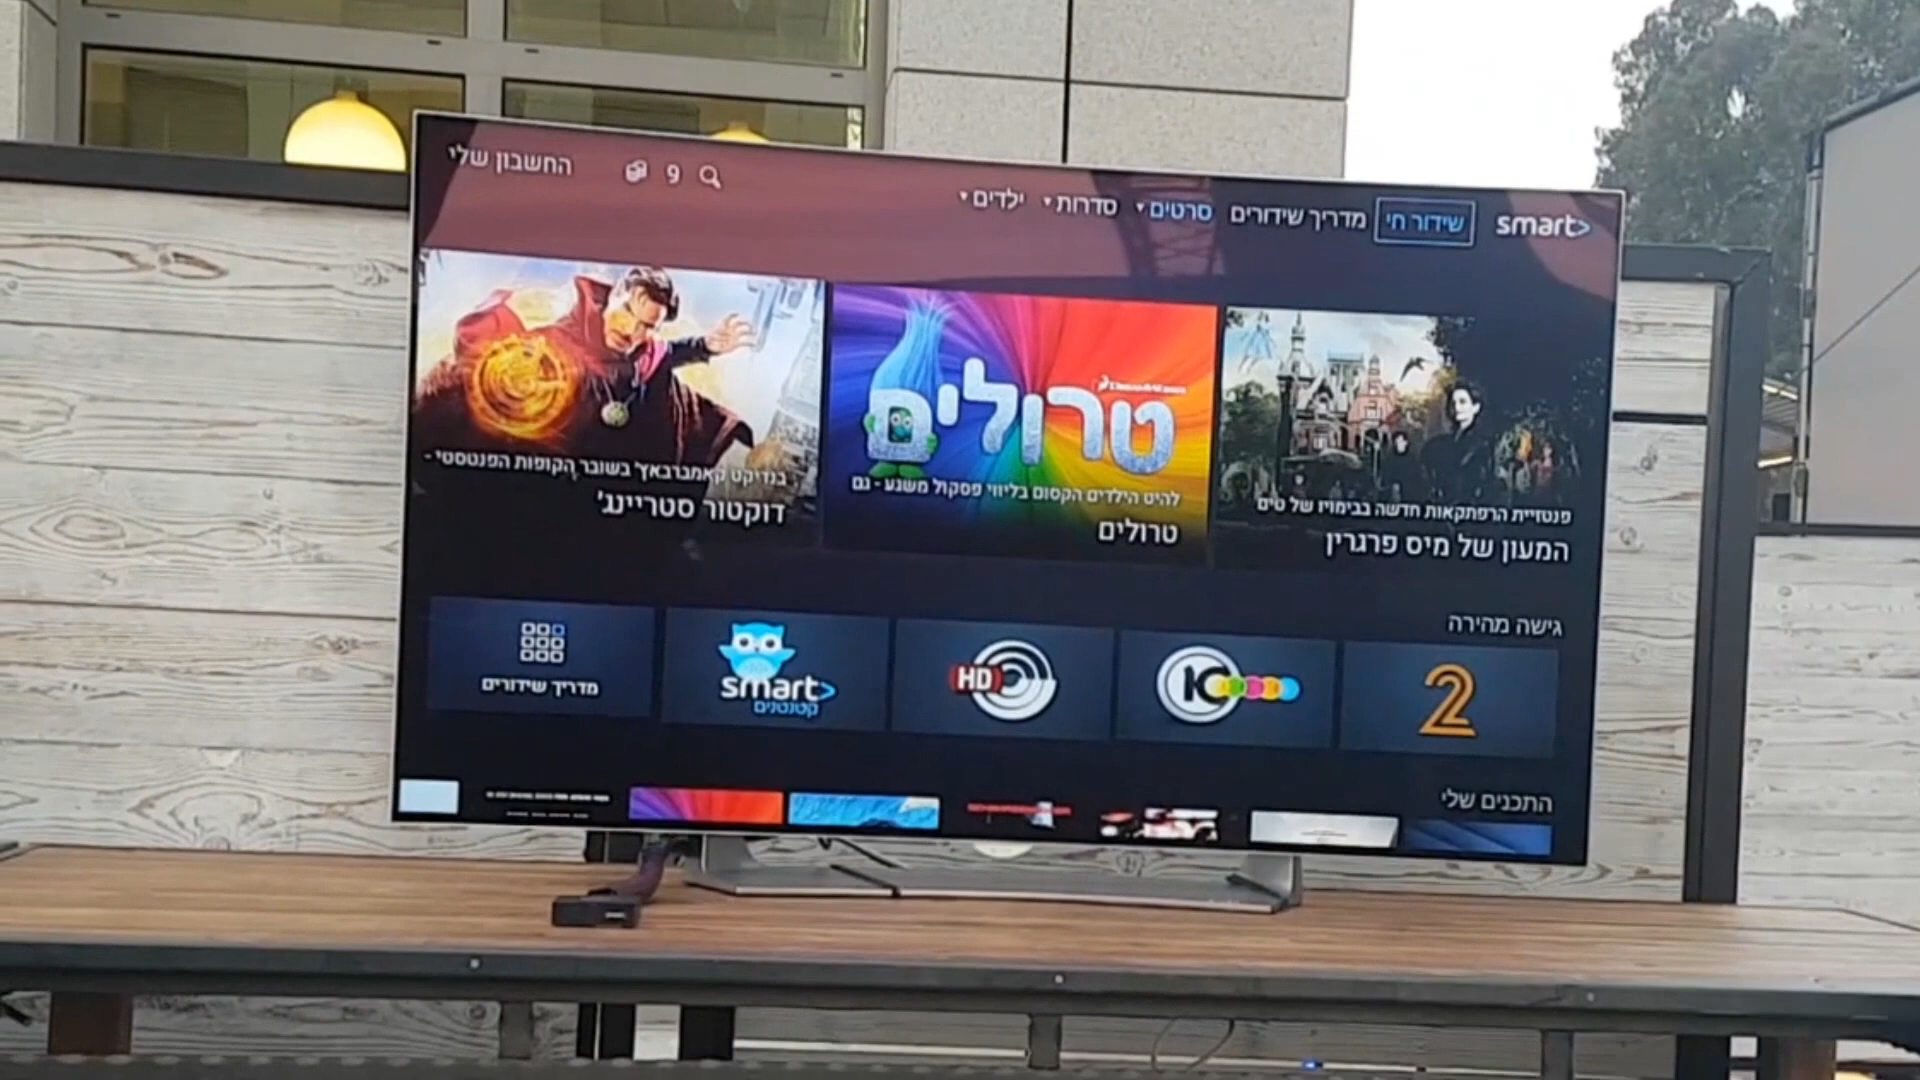 smart>
שידור חי
מדריך שידורים
סרטים
סדרות
ילדים
9
החשבון שלי
DREAMWORKS
טרולים
פנטזיית הרפתקאות חדשה בבימויו של טים
המעון של מיס פרגרין
להיט הילדים הקסום בליווי פסקול משגע - גם
טרולים
בנדיקט קאמברבאץ' בשובר הקופות הפנטסטי -
דוקטור סטריינג'
גישה מהירה
2
10
HD
smart>
קטנטנים
מדריך שידורים
התכנים שלי